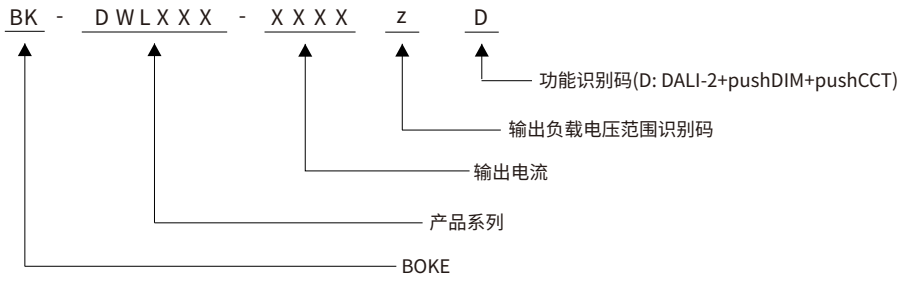 BK - DWLXXX - XXXX z D
功能识别码(D: DALI-2+pushDIM+pushCCT)
输出负载电压范围识别码
输出电流
产品系列
BOKE